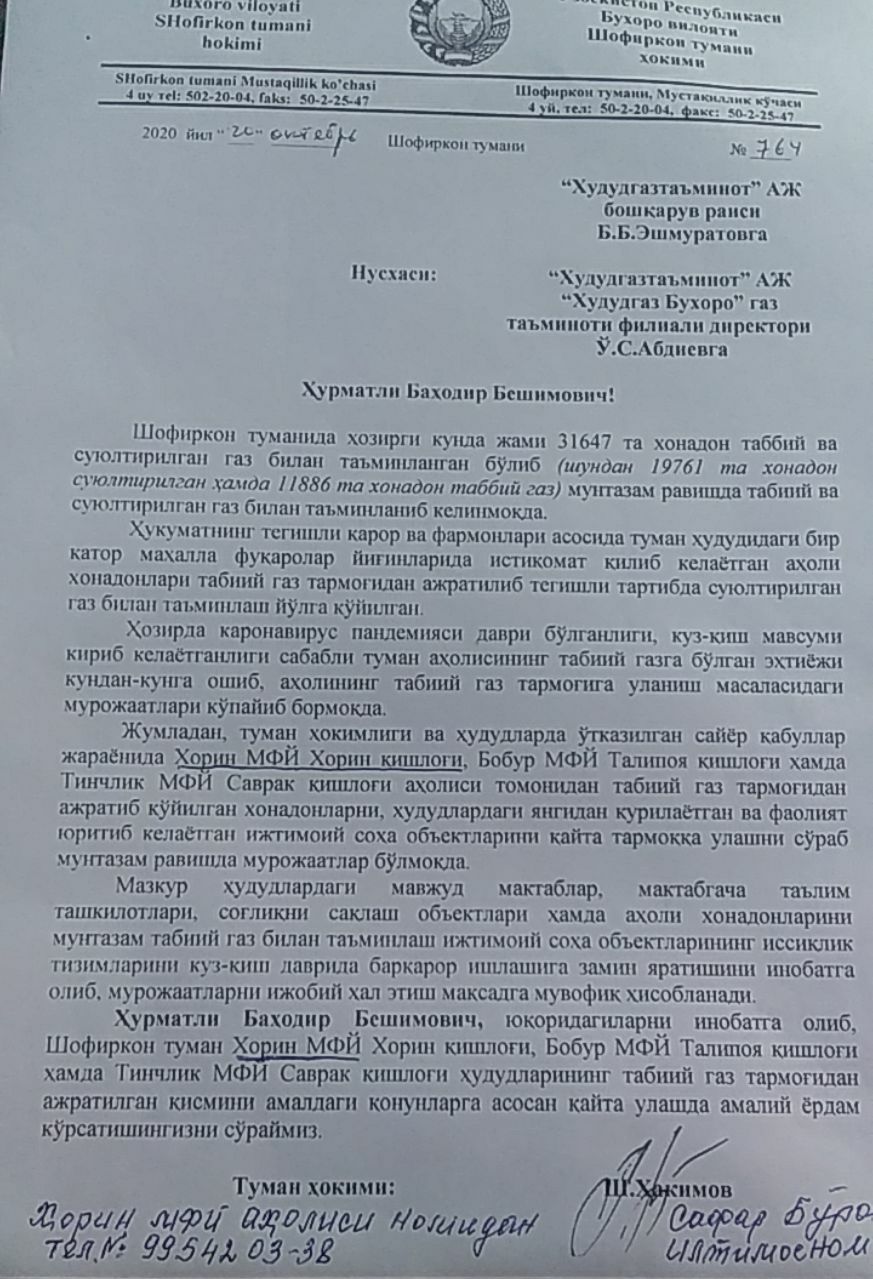 Buxoro viloyati
SHofirkon tumani
hokimi
Республикаси
Бухоро вилояти
Шофиркон тумани
хокими
SHofirkon tumani Mustaqillik ko'chasi
4 uy tel: 502-20-04, faks: 50-2-25-47
Шофиркон тумани, Мустакиллик кўчаси
4 уй, тел: 50-2-20-04, факс: 50-2-25-47
2020 йил "20" октебрь Шофиркон тумани № 764
“Худудгазтаъминот” АЖ
бошқарув раиси
Б.Б.Эшмуратовга
Нусхаси: “Худудгазтаъминот” АЖ
“Худудгаз Бухоро” газ
таъминоти филиали директори
Ў.С.Абдиевга
Ҳурматли Баходир Бешимович!
Шофиркон туманида ҳозирги кунда жами 31647 та хонадон таббий ва
суюлтирилган газ билан таъминланган бўлиб (шундан 19761 та хонадон
суюлтирилган ҳамда 11886 та хонадон таббий газ) мунтазам равишда табиий ва
суюлтирилган газ билан таъминланиб келинмоқда.
Ҳукуматнинг тегишли карор ва фармонлари асосида туман ҳудудидаги бир
катор маҳалла фуқаролар йиғинларида истиқомат қилиб келаётган аҳоли
хонадонлари табиий газ тармоғидан ажратилиб тегишли тартибда суюлтирилган
газ билан таъминлаш йўлга қўйилган.
Ҳозирда каронавирус пандемияси даври бўлганлиги, куз-қиш мавсуми
кириб келаётганлиги сабабли туман аҳолисининг табиий газга бўлган эҳтиёжи
кундан-кунга ошиб, аҳолининг табиий газ тармоғига уланиш масаласидаги
мурожаатлари кўпайиб бормоқда.
Жумладан, туман ҳокимлиги ва ҳудудларда ўтказилган сайёр қабуллар
жараёнида Хорин МФЙ Хорин қишлоғи, Бобур МФЙ Талипоя қишлоғи ҳамда
Тинчлик МФЙ Саврак қишлоғи аҳолиси томонидан табиий газ тармоғидан
ажратиб қўйилган хонадонларни, ҳудудлардаги янгидан қурилаётган ва фаолият
юритиб келаётган ижтимоий соҳа объектларини қайта тармоққа улашни сўраб
мунтазам равишда мурожаатлар бўлмоқда.
Мазкур ҳудудлардаги мавжуд мактаблар, мактабгача таълим
ташкилотлари, соғлиқни сақлаш объектлари ҳамда аҳоли хонадонларини
мунтазам табиий газ билан таъминлаш ижтимоий соҳа объектларининг иссиқлик
тизимларини куз-қиш даврида барқарор ишлашига замин яратишини инобатга
олиб, мурожаатларни ижобий ҳал этиш мақсадга мувофиқ ҳисобланади.
Ҳурматли Баходир Бешимович, юқоридагиларни инобатга олиб,
Шофиркон туман Хорин МФЙ Хорин қишлоғи, Бобур МФЙ Талипоя қишлоғи
ҳамда Тинчлик МФЙ Саврак қишлоғи ҳудудларининг табиий газ тармоғидан
ажратилган қисмини амалдаги қонунларга асосан қайта улашда амалий ёрдам
кўрсатишингизни сўраймиз.
Туман ҳокими: Ш.Ҳакимов
Ҳорин МФЙ аҳолиси номидан Сафар Бўро
тел.№: 99542 03-38 илтимосном